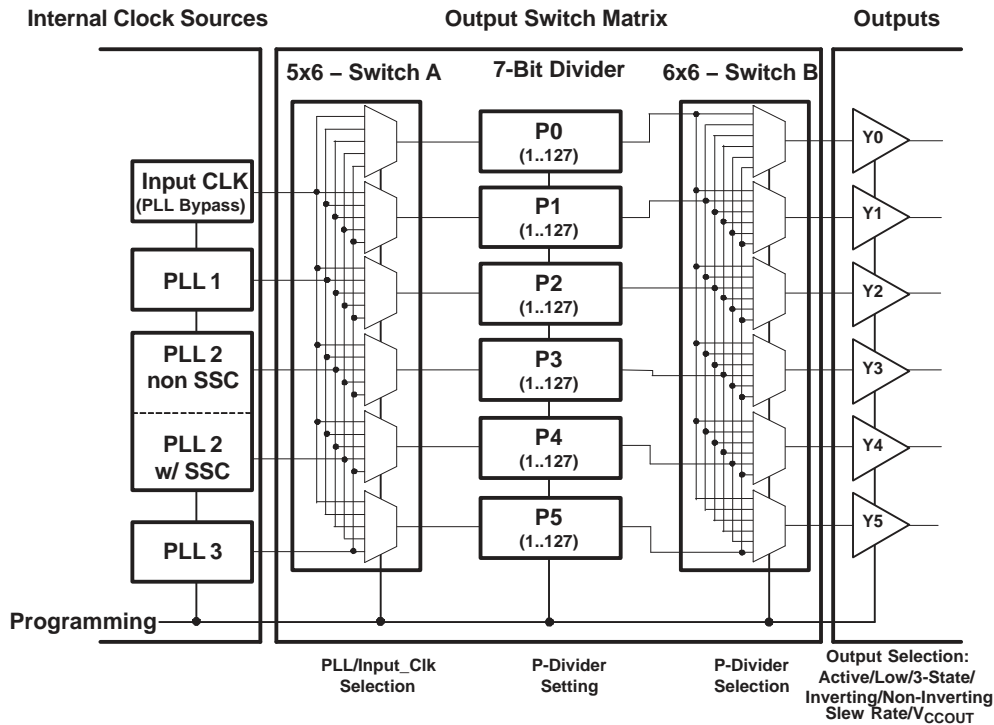 Internal Clock Sources
Output Switch Matrix
Outputs
5x6 – Switch A
7-Bit Divider
6x6 – Switch B
Input CLK
(PLL Bypass)
PLL 1
PLL 2
non SSC
PLL 2
w/ SSC
PLL 3
P0
(1..127)
P1
(1..127)
P2
(1..127)
P3
(1..127)
P4
(1..127)
P5
(1..127)
Y0
Y1
Y2
Y3
Y4
Y5
Programming
PLL/Input_Clk
Selection
P-Divider
Setting
P-Divider
Selection
Output Selection:
Active/Low/3-State/
Inverting/Non-Inverting
Slew Rate/VCCOUT